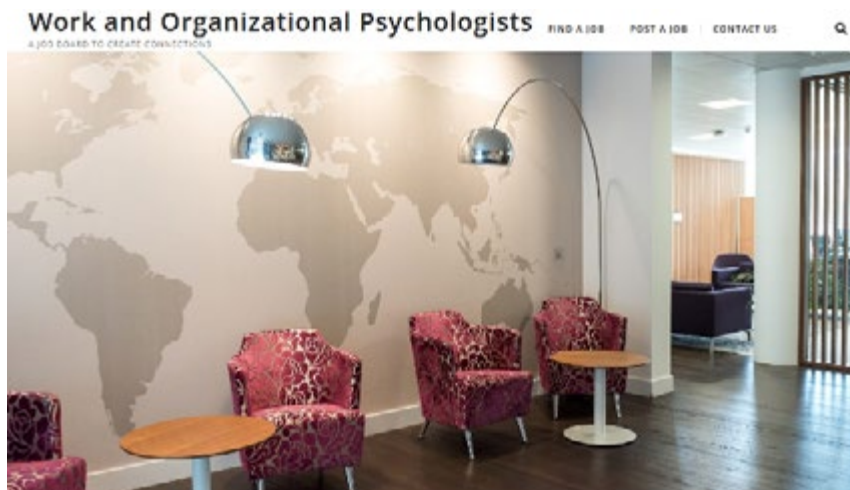 Work and Organizational Psychologists
A JOB BOARD TO CREATE CONNECTIONS
FIND A JOB
POST A JOB
CONTACT US